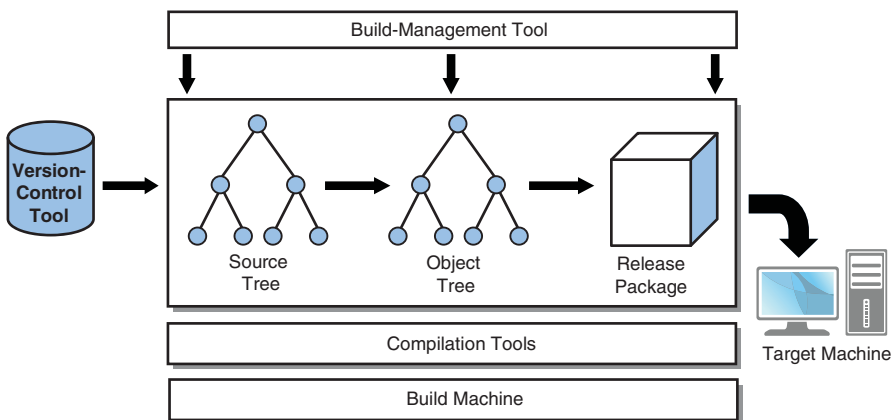 Build-Management Tool
Version-
Control
Tool
Source
Tree
Object
Tree
Release
Package
Compilation Tools
Target Machine
Build Machine